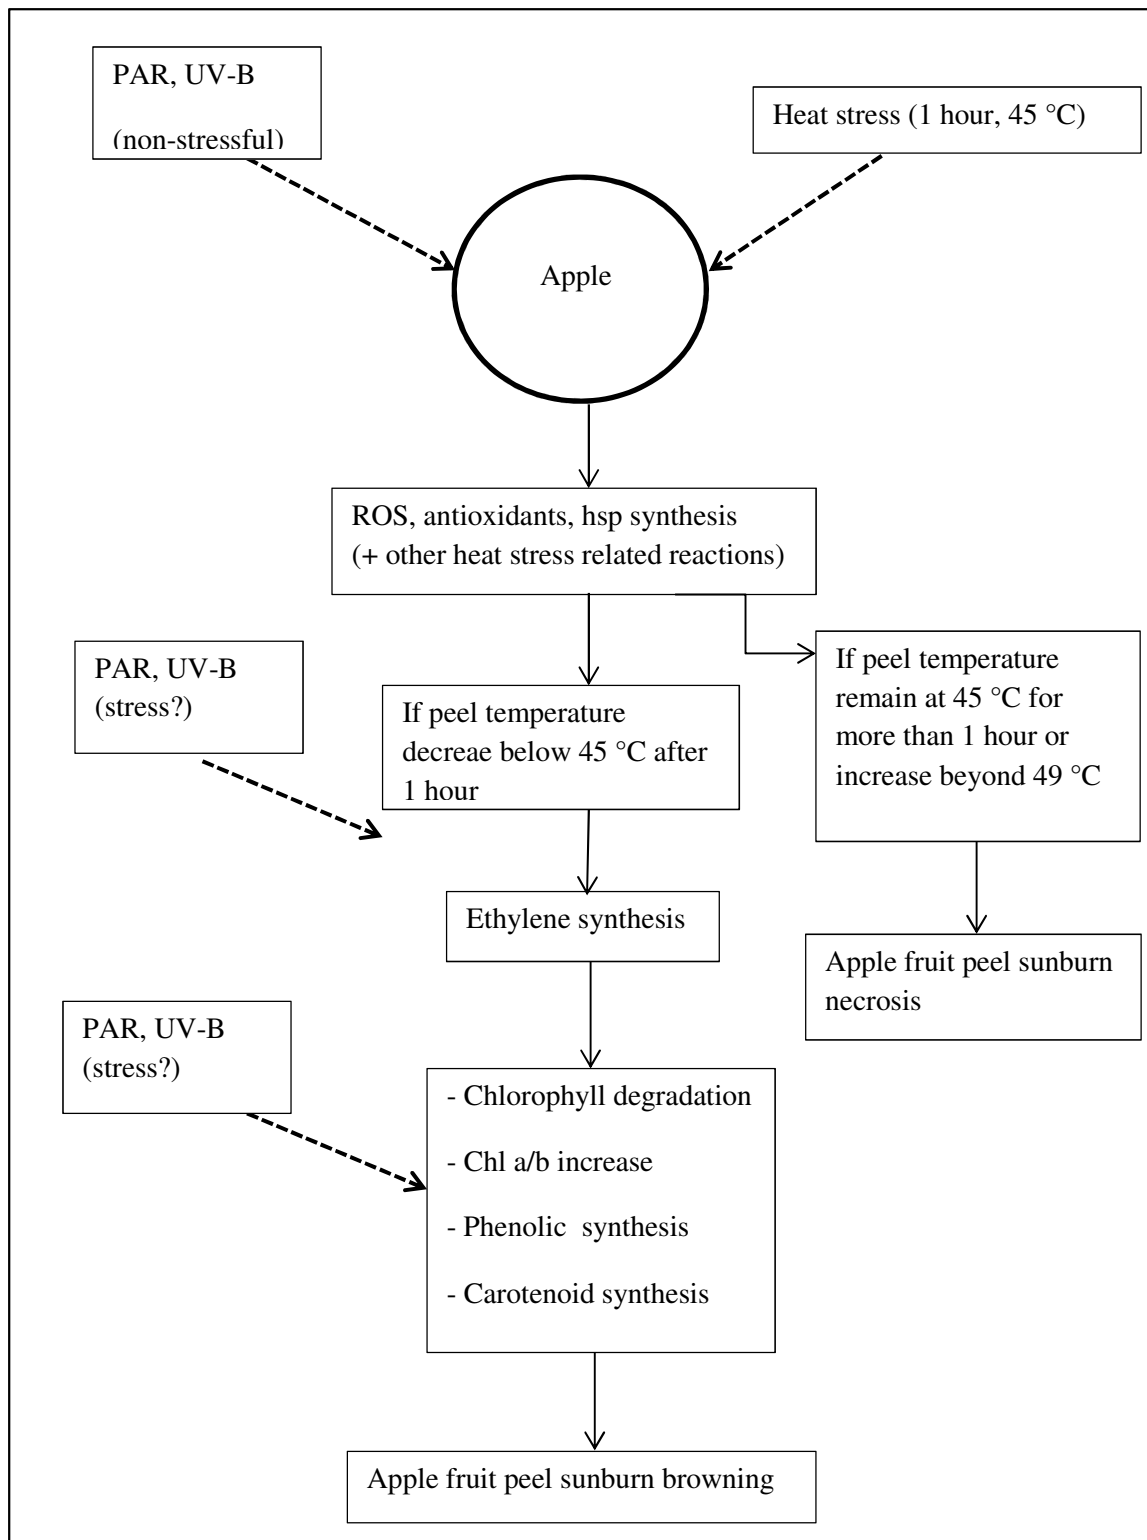 PAR, UV-B
(non-stressful)
Heat stress (1 hour, 45 °C)
Apple
ROS, antioxidants, hsp synthesis
(+ other heat stress related reactions)
PAR, UV-B
(stress?)
If peel temperature
decreae below 45 °C after
1 hour
If peel temperature
remain at 45 °C for
more than 1 hour or
increase beyond 49 °C
Ethylene synthesis
Apple fruit peel sunburn
necrosis
PAR, UV-B
(stress?)
- Chlorophyll degradation
- Chl a/b increase
- Phenolic  synthesis
- Carotenoid synthesis
Apple fruit peel sunburn browning